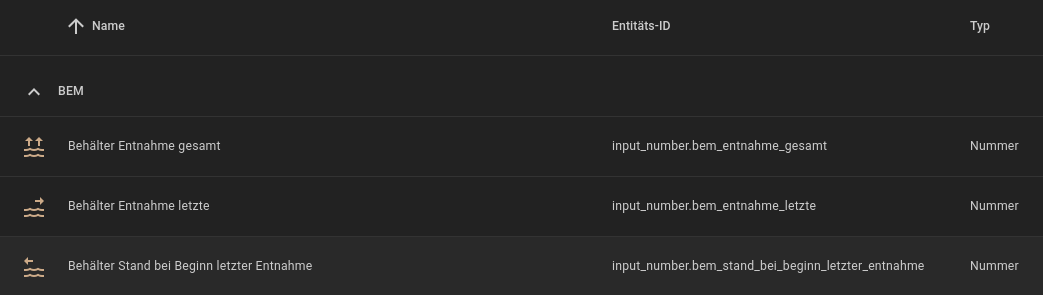 Name Entitäts-ID Typ
BEM
Behälter Entnahme gesamt input_number.bem_entnahme_gesamt Nummer
Behälter Entnahme letzte input_number.bem_entnahme_letzte Nummer
Behälter Stand bei Beginn letzter Entnahme input_number.bem_stand_bei_beginn_letzter_entnahme Nummer